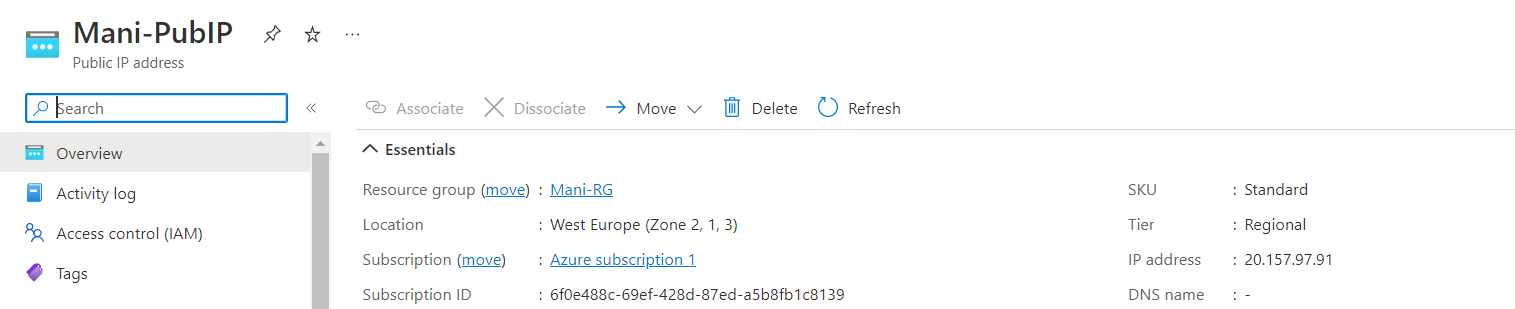 Mani-PubIP
Public IP address
Search
Overview
Activity log
Access control (IAM)
Tags
Associate Dissociate Move Delete Refresh
Essentials
Resource group (move) : Mani-RG
Location : West Europe (Zone 2, 1, 3)
Subscription (move) : Azure subscription 1
Subscription ID : 6f0e488c-69ef-428d-87ed-a5b8fb1c8139
SKU : Standard
Tier : Regional
IP address : 20.157.97.91
DNS name : -